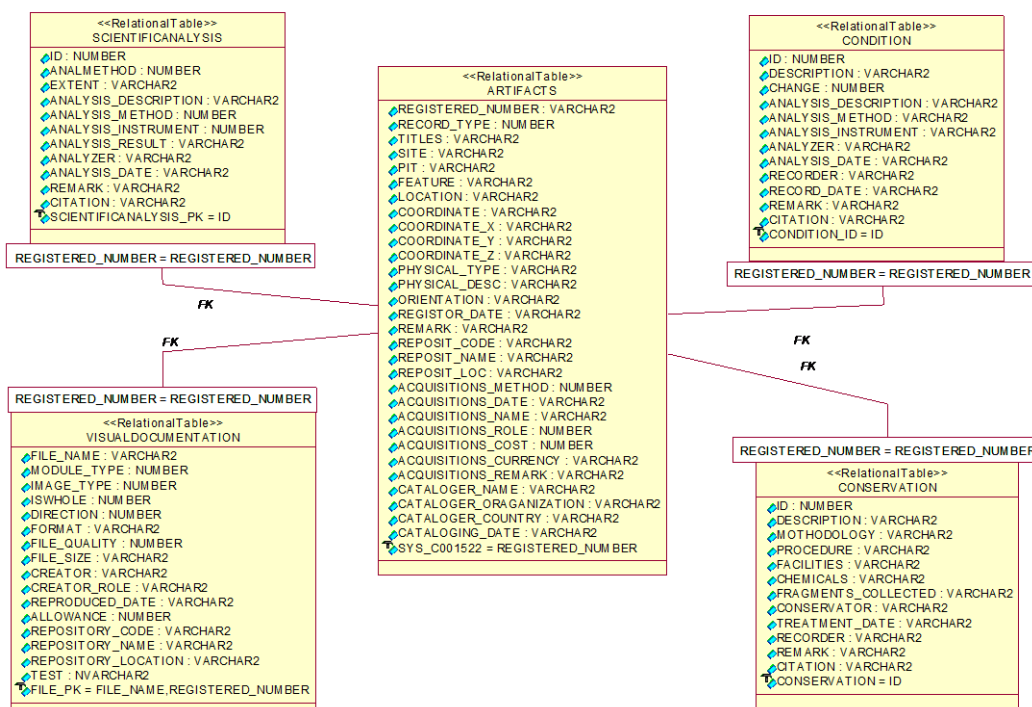 <<RelationalTable>>
SCIENTIFICANALYSIS
ID : NUMBER
ANALMETHOD : NUMBER
EXTENT : VARCHAR2
ANALYSIS_DESCRIPTION : VARCHAR2
ANALYSIS_METHOD : NUMBER
ANALYSIS_INSTRUMENT : NUMBER
ANALYSIS_RESULT : VARCHAR2
ANALYZER : VARCHAR2
ANALYSIS_DATE : VARCHAR2
REMARK : VARCHAR2
CITATION : VARCHAR2
SCIENTIFICANALYSIS_PK = ID
REGISTERED_NUMBER = REGISTERED_NUMBER
FK
FK
REGISTERED_NUMBER = REGISTERED_NUMBER
<<RelationalTable>>
VISUALDOCUMENTATION
FILE_NAME : VARCHAR2
MODULE_TYPE : NUMBER
IMAGE_TYPE : NUMBER
ISWHOLE : NUMBER
DIRECTION : NUMBER
FORMAT : VARCHAR2
FILE_QUALITY : NUMBER
FILE_SIZE : VARCHAR2
CREATOR : VARCHAR2
CREATOR_ROLE : VARCHAR2
REPRODUCED_DATE : VARCHAR2
ALLOWANCE : NUMBER
REPOSITORY_CODE : VARCHAR2
REPOSITORY_NAME : VARCHAR2
REPOSITORY_LOCATION : VARCHAR2
TEST : NVARCHAR2
FILE_PK = FILE_NAME,REGISTERED_NUMBER
<<RelationalTable>>
ARTIFACTS
REGISTERED_NUMBER : VARCHAR2
RECORD_TYPE : NUMBER
TITLES : VARCHAR2
SITE : VARCHAR2
PIT : VARCHAR2
FEATURE : VARCHAR2
LOCATION : VARCHAR2
COORDINATE : VARCHAR2
COORDINATE_X : VARCHAR2
COORDINATE_Y : VARCHAR2
COORDINATE_Z : VARCHAR2
PHYSICAL_TYPE : VARCHAR2
PHYSICAL_DESC : VARCHAR2
ORIENTATION : VARCHAR2
REGISTOR_DATE : VARCHAR2
REMARK : VARCHAR2
REPOSIT_CODE : VARCHAR2
REPOSIT_NAME : VARCHAR2
REPOSIT_LOC : VARCHAR2
ACQUISITIONS_METHOD : NUMBER
ACQUISITIONS_DATE : VARCHAR2
ACQUISITIONS_NAME : VARCHAR2
ACQUISITIONS_ROLE : NUMBER
ACQUISITIONS_COST : NUMBER
ACQUISITIONS_CURRENCY : VARCHAR2
ACQUISITIONS_REMARK : VARCHAR2
CATALOGER_NAME : VARCHAR2
CATALOGER_ORAGANIZATION : VARCHAR2
CATALOGER_COUNTRY : VARCHAR2
CATALOGING_DATE : VARCHAR2
SYS_C001522 = REGISTERED_NUMBER
<<RelationalTable>>
CONDITION
ID : NUMBER
DESCRIPTION : VARCHAR2
CHANGE : NUMBER
ANALYSIS_DESCRIPTION : VARCHAR2
ANALYSIS_METHOD : VARCHAR2
ANALYSIS_INSTRUMENT : VARCHAR2
ANALYZER : VARCHAR2
ANALYSIS_DATE : VARCHAR2
RECORDER : VARCHAR2
RECORD_DATE : VARCHAR2
REMARK : VARCHAR2
CITATION : VARCHAR2
CONDITION_ID = ID
REGISTERED_NUMBER = REGISTERED_NUMBER
FK
FK
REGISTERED_NUMBER = REGISTERED_NUMBER
<<RelationalTable>>
CONSERVATION
ID : NUMBER
DESCRIPTION : VARCHAR2
MOTHODOLOGY : VARCHAR2
PROCEDURE : VARCHAR2
FACILITIES : VARCHAR2
CHEMICALS : VARCHAR2
FRAGMENTS_COLLECTED : VARCHAR2
CONSERVATOR : VARCHAR2
TREATMENT_DATE : VARCHAR2
RECORDER : VARCHAR2
REMARK : VARCHAR2
CITATION : VARCHAR2
CONSERVATION = ID